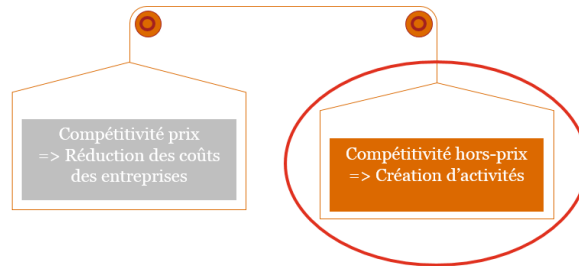 Compétitivité prix
=> Réduction des coûts
des entreprises
Compétitivité hors-prix
=> Création d’activités